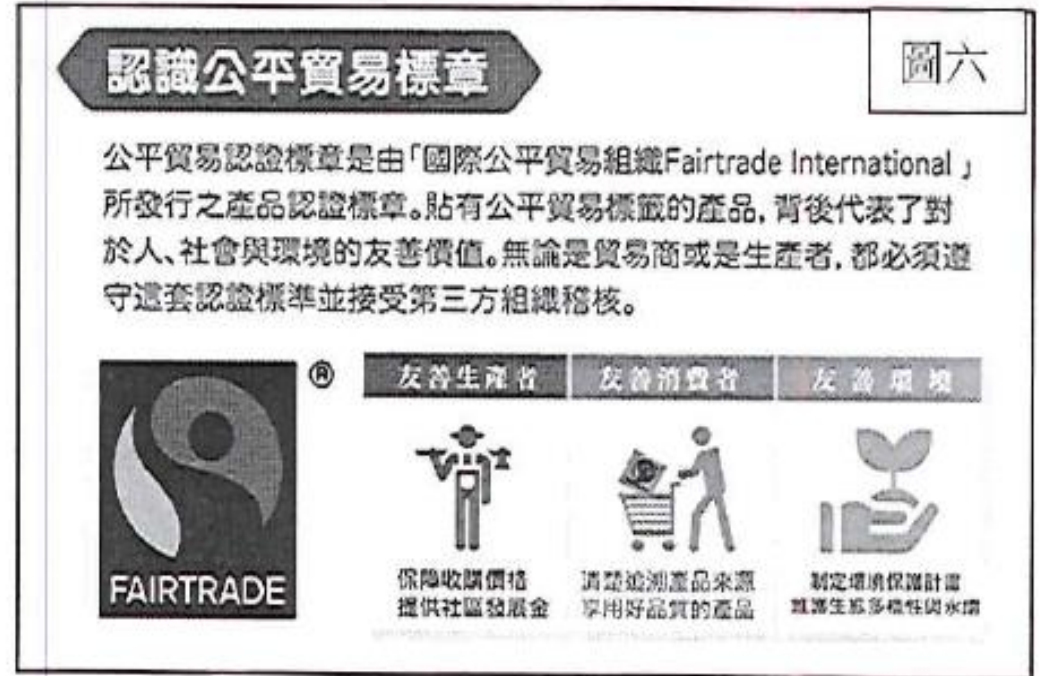 認識公平貿易標章
圖六
公平貿易認證標章是由「國際公平貿易組織Fairtrade International」
所發行之產品認證標章。貼有公平貿易標籤的產品,背後代表了對
於人、社會與環境的友善價值。無論是貿易商或是生產者,都必須遵
守這套認證標準並接受第三方組織稽核。
®
友善生產者
友善消費者
友善環境
FAIRTRADE
保障收購價格
提供社區發展金
清楚追溯產品來源
享用好品質的產品
制定環境保護計畫
維護生態多樣性與水